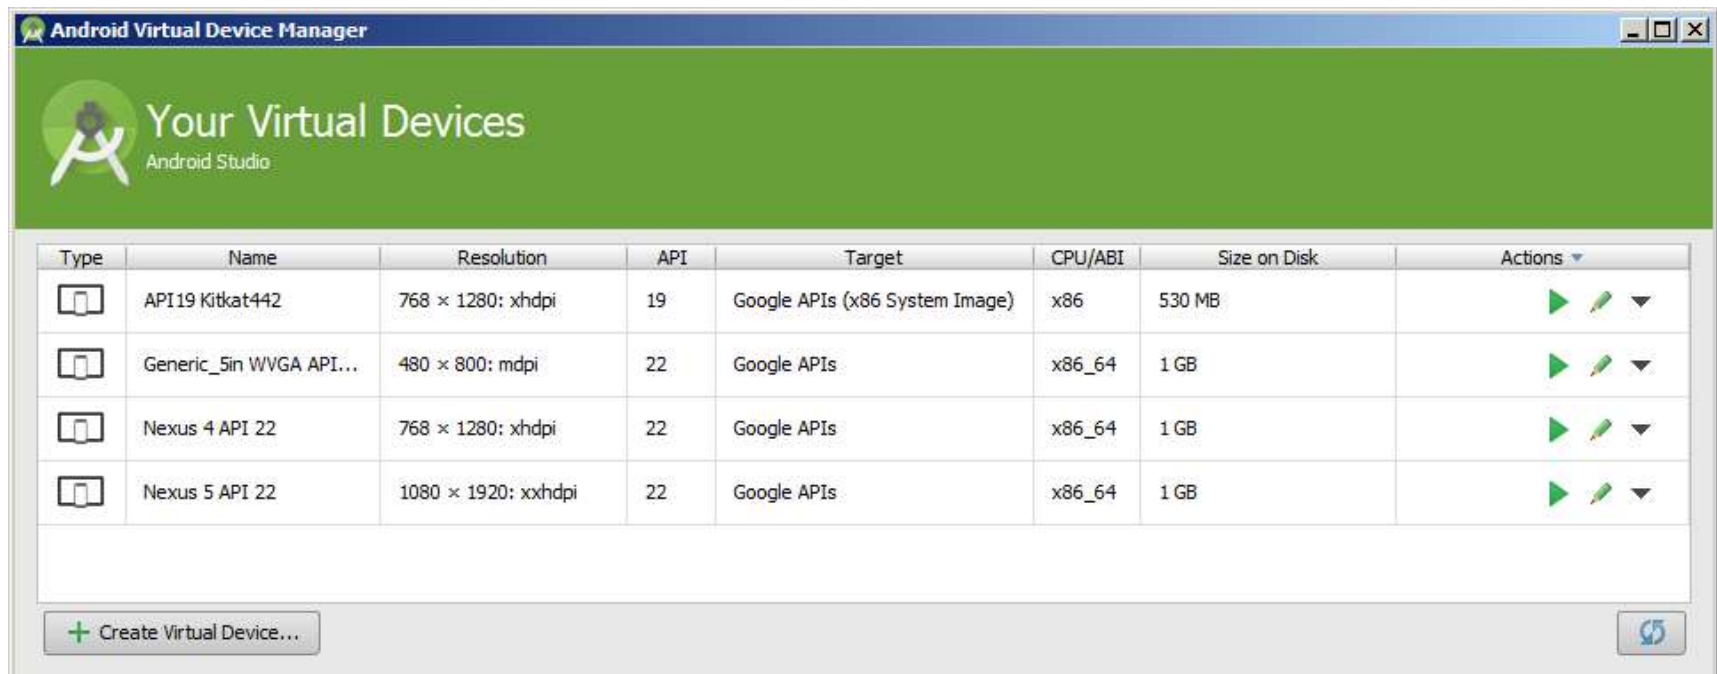 Android Virtual Device Manager
Your Virtual Devices
Android Studio
Type Name Resolution API Target CPU/ABI Size on Disk Actions
API19 Kitkat442 768 × 1280: xhdpi 19 Google APIs (x86 System Image) x86 530 MB
Generic_5in WVGA API... 480 × 800: mdpi 22 Google APIs x86_64 1 GB
Nexus 4 API 22 768 × 1280: xhdpi 22 Google APIs x86_64 1 GB
Nexus 5 API 22 1080 × 1920: xxhdpi 22 Google APIs x86_64 1 GB
Create Virtual Device...